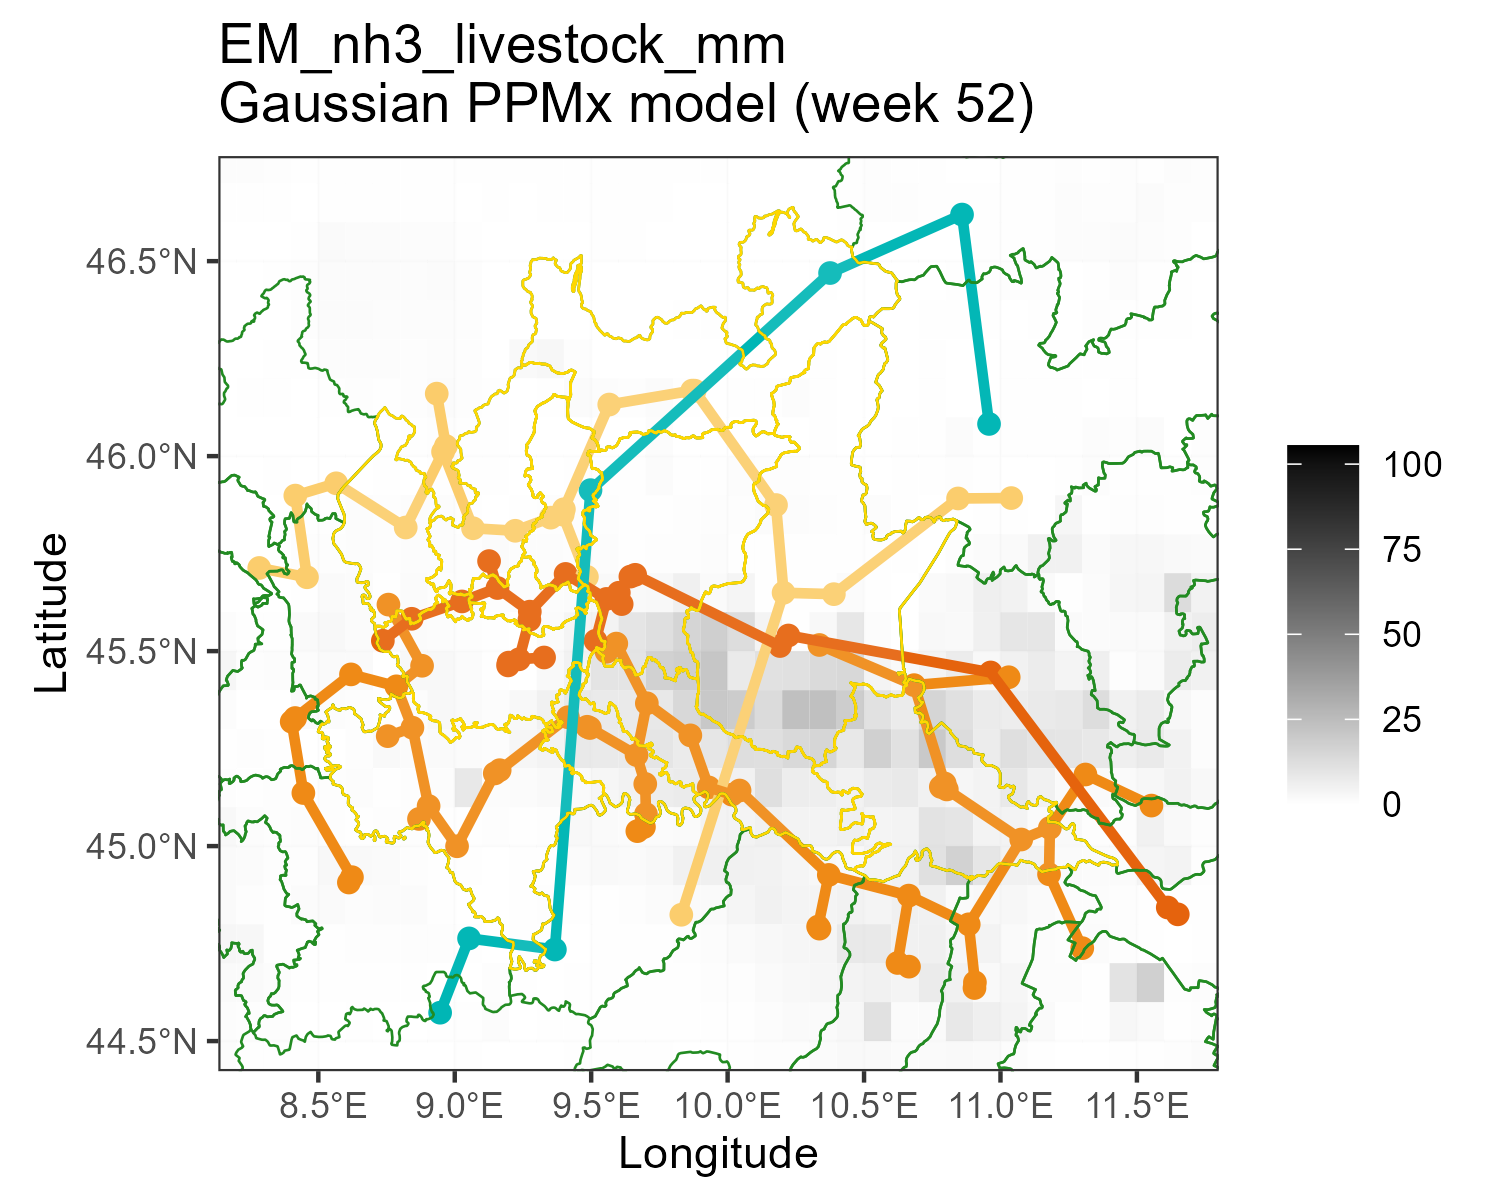 EM_nh3_livestock_mm
Gaussian PPMx model (week 52)
46.5°N
46.0°N
45.5°N
45.0°N
44.5°N
Latitude
8.5°E 9.0°E 9.5°E 10.0°E 10.5°E 11.0°E 11.5°E
Longitude
100
75
50
25
0